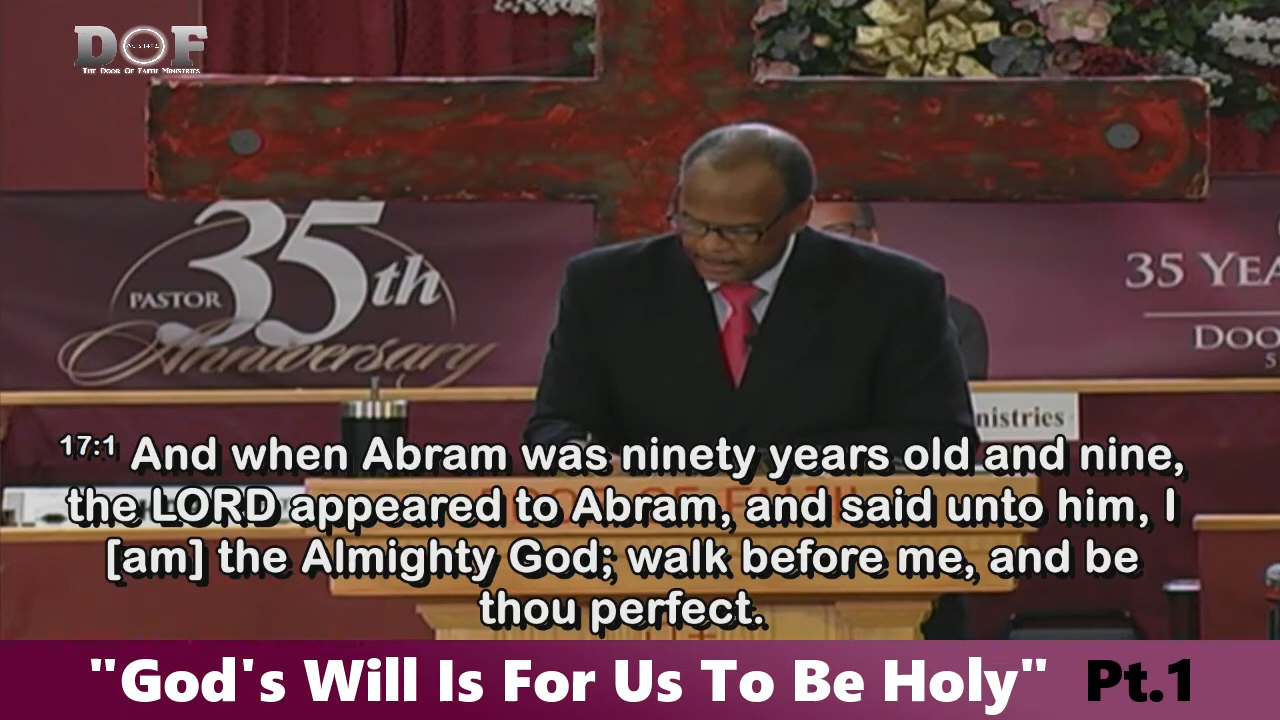 DOF
The Door Of Faith Ministries
PASTOR 35th
Anniversary
35 YEA
DOO
nistries
17:1 And when Abram was ninety years old and nine,
the LORD appeared to Abram, and said unto him, I
[am] the Almighty God; walk before me, and be
thou perfect.
"God's Will Is For Us To Be Holy" Pt.1